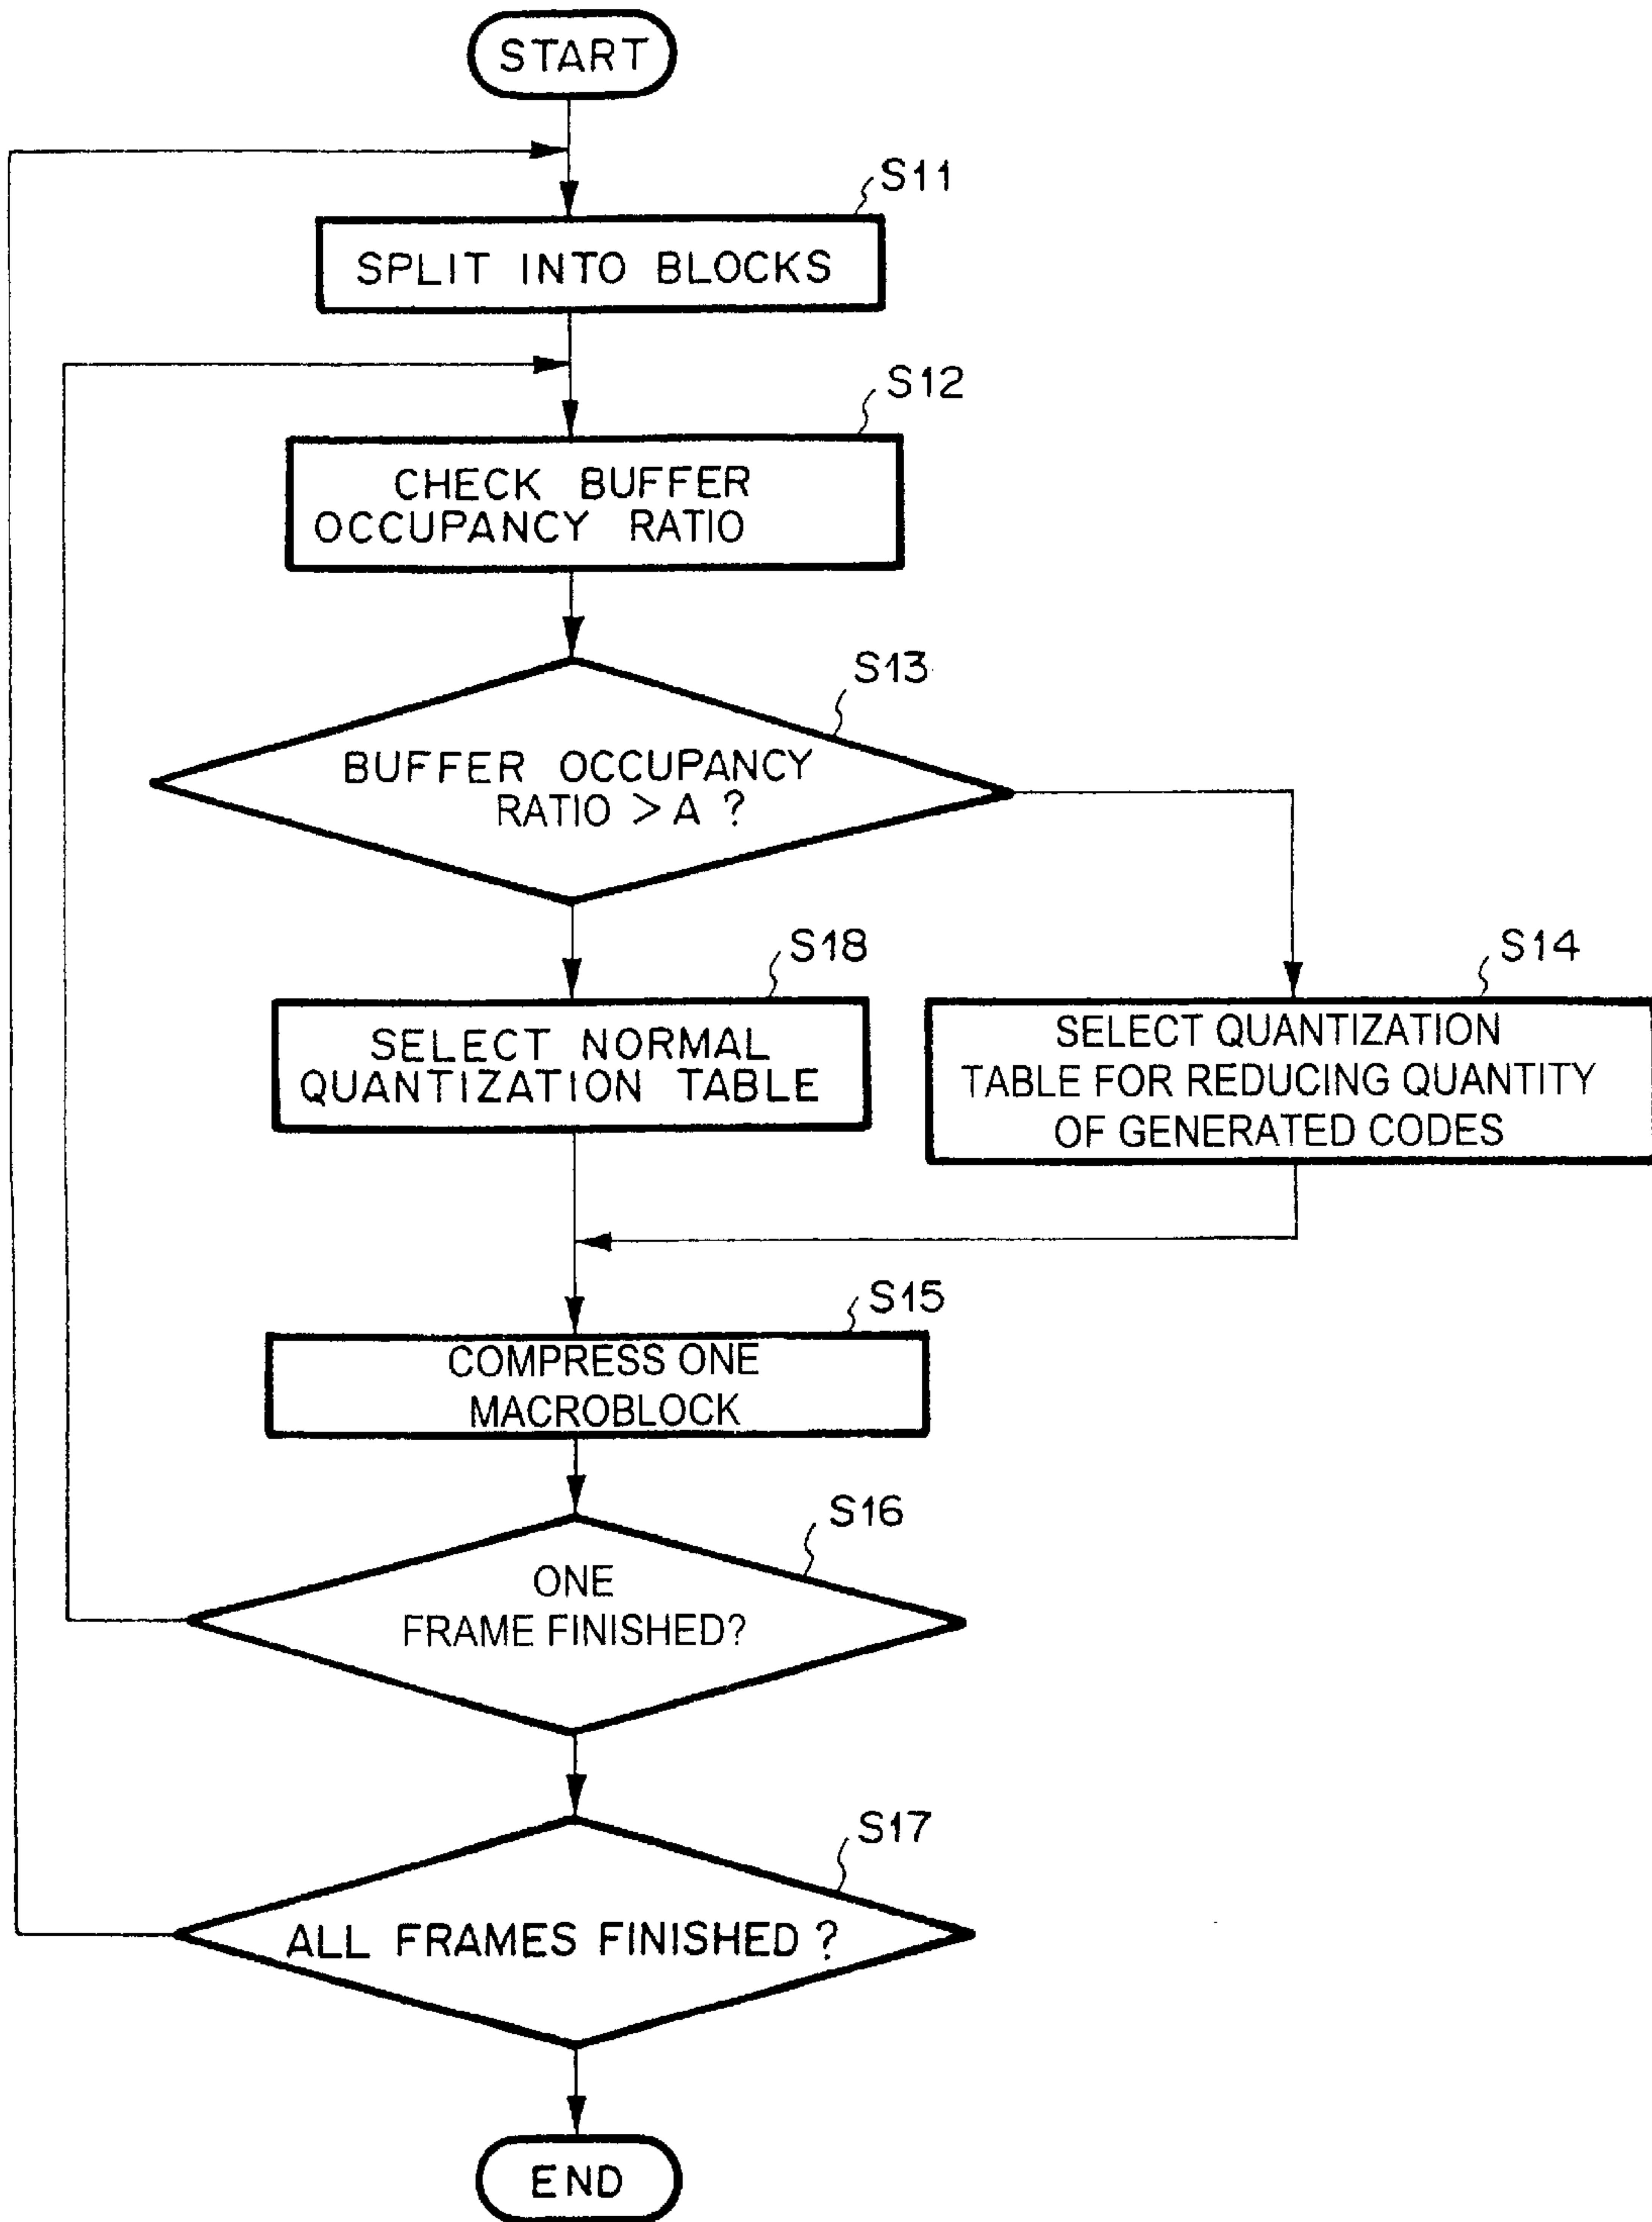 START
S11
SPLIT INTO BLOCKS
S12
CHECK BUFFER
OCCUPANCY RATIO
S13
BUFFER OCCUPANCY
RATIO > A ?
S18
SELECT NORMAL
QUANTIZATION TABLE
S14
SELECT QUANTIZATION
TABLE FOR REDUCING QUANTITY
OF GENERATED CODES
S15
COMPRESS ONE
MACROBLOCK
S16
ONE
FRAME FINISHED?
S17
ALL FRAMES FINISHED ?
END